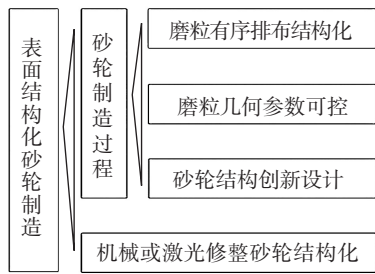 表面结构化砂轮制造
砂轮制造过程
磨粒有序排布结构化
磨粒几何参数可控
砂轮结构创新设计
机械或激光修整砂轮结构化